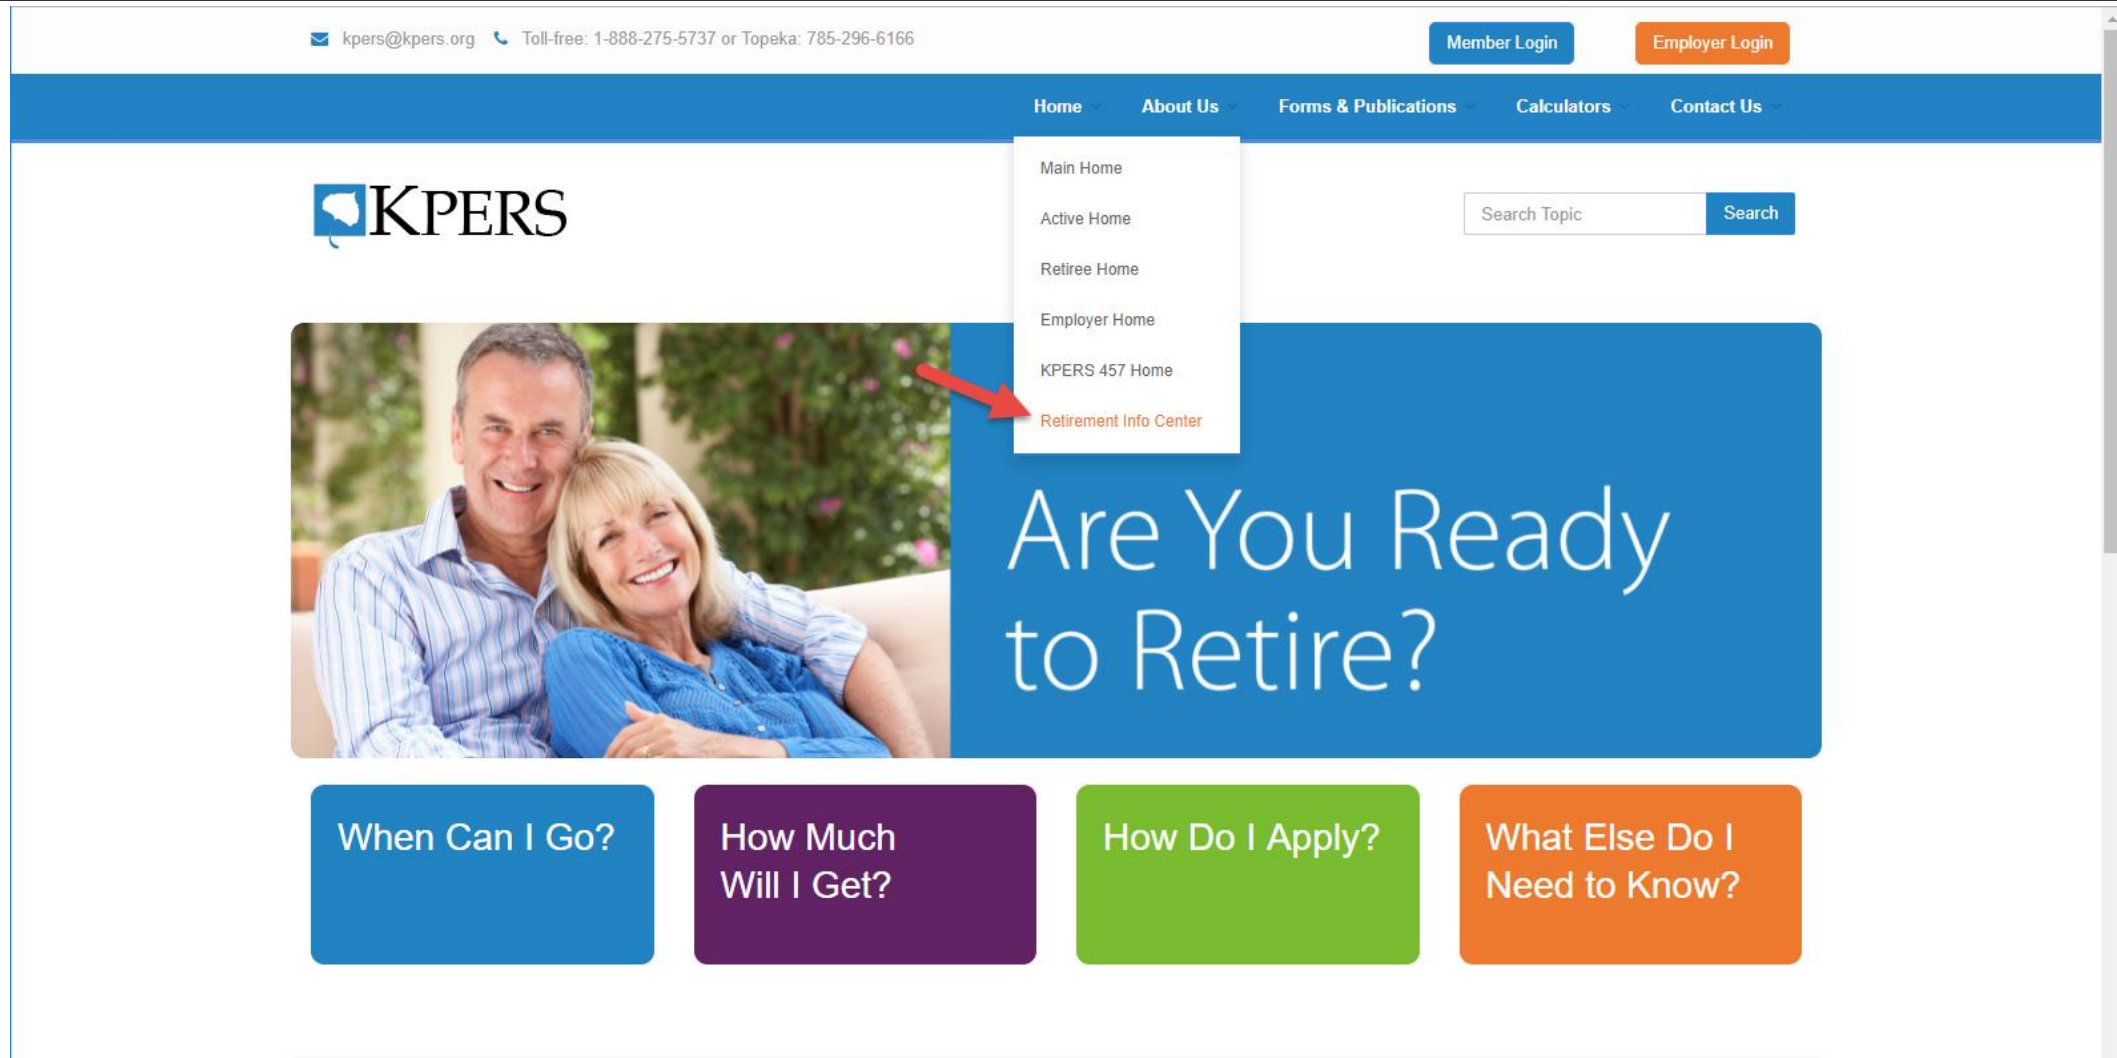 kpers@kpers.org Toll-free: 1-888-275-5737 or Topeka: 785-296-6166
Member Login
Employer Login
Home About Us Forms & Publications Calculators Contact Us
Main Home
Active Home
Retiree Home
Employer Home
KPERS 457 Home
Retirement Info Center
KPERS
Search Topic
Search
Are You Ready
to Retire?
When Can I Go?
How Much
Will I Get?
How Do I Apply?
What Else Do I
Need to Know?